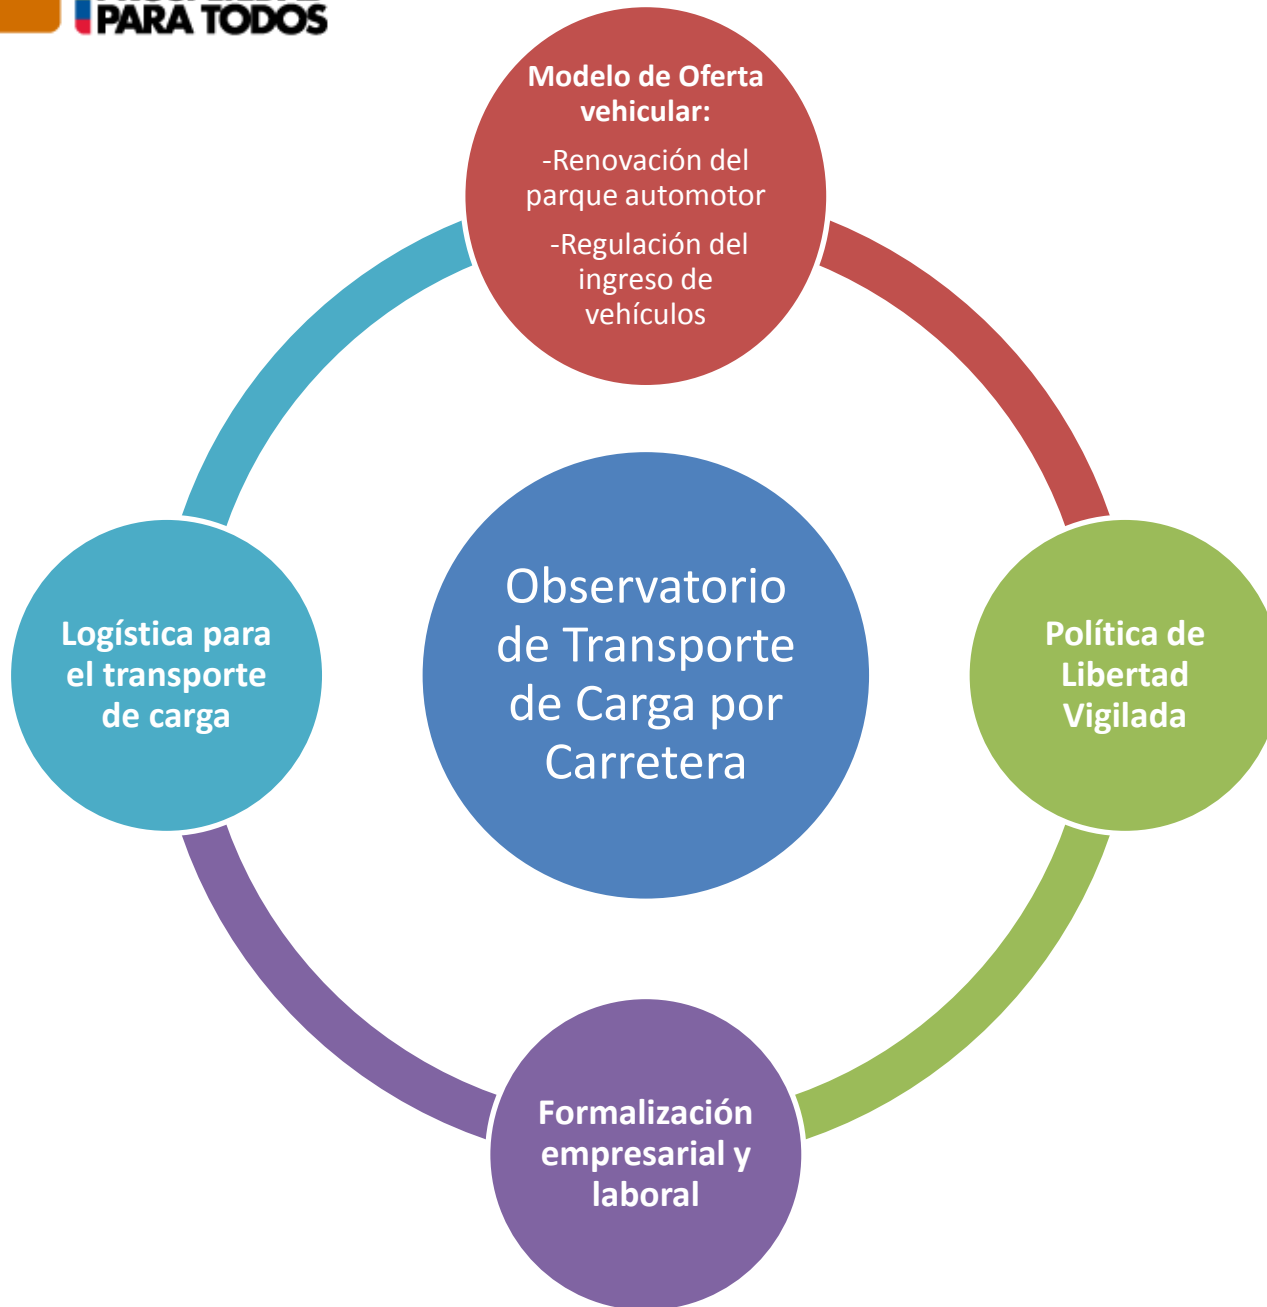 PARA TODOS
Modelo de Oferta
vehicular:
-Renovación del
parque automotor
-Regulación del
ingreso de
vehículos
Observatorio
de Transporte
de Carga por
Carretera
Logística para
el transporte
de carga
Política de
Libertad
Vigilada
Formalización
empresarial y
laboral